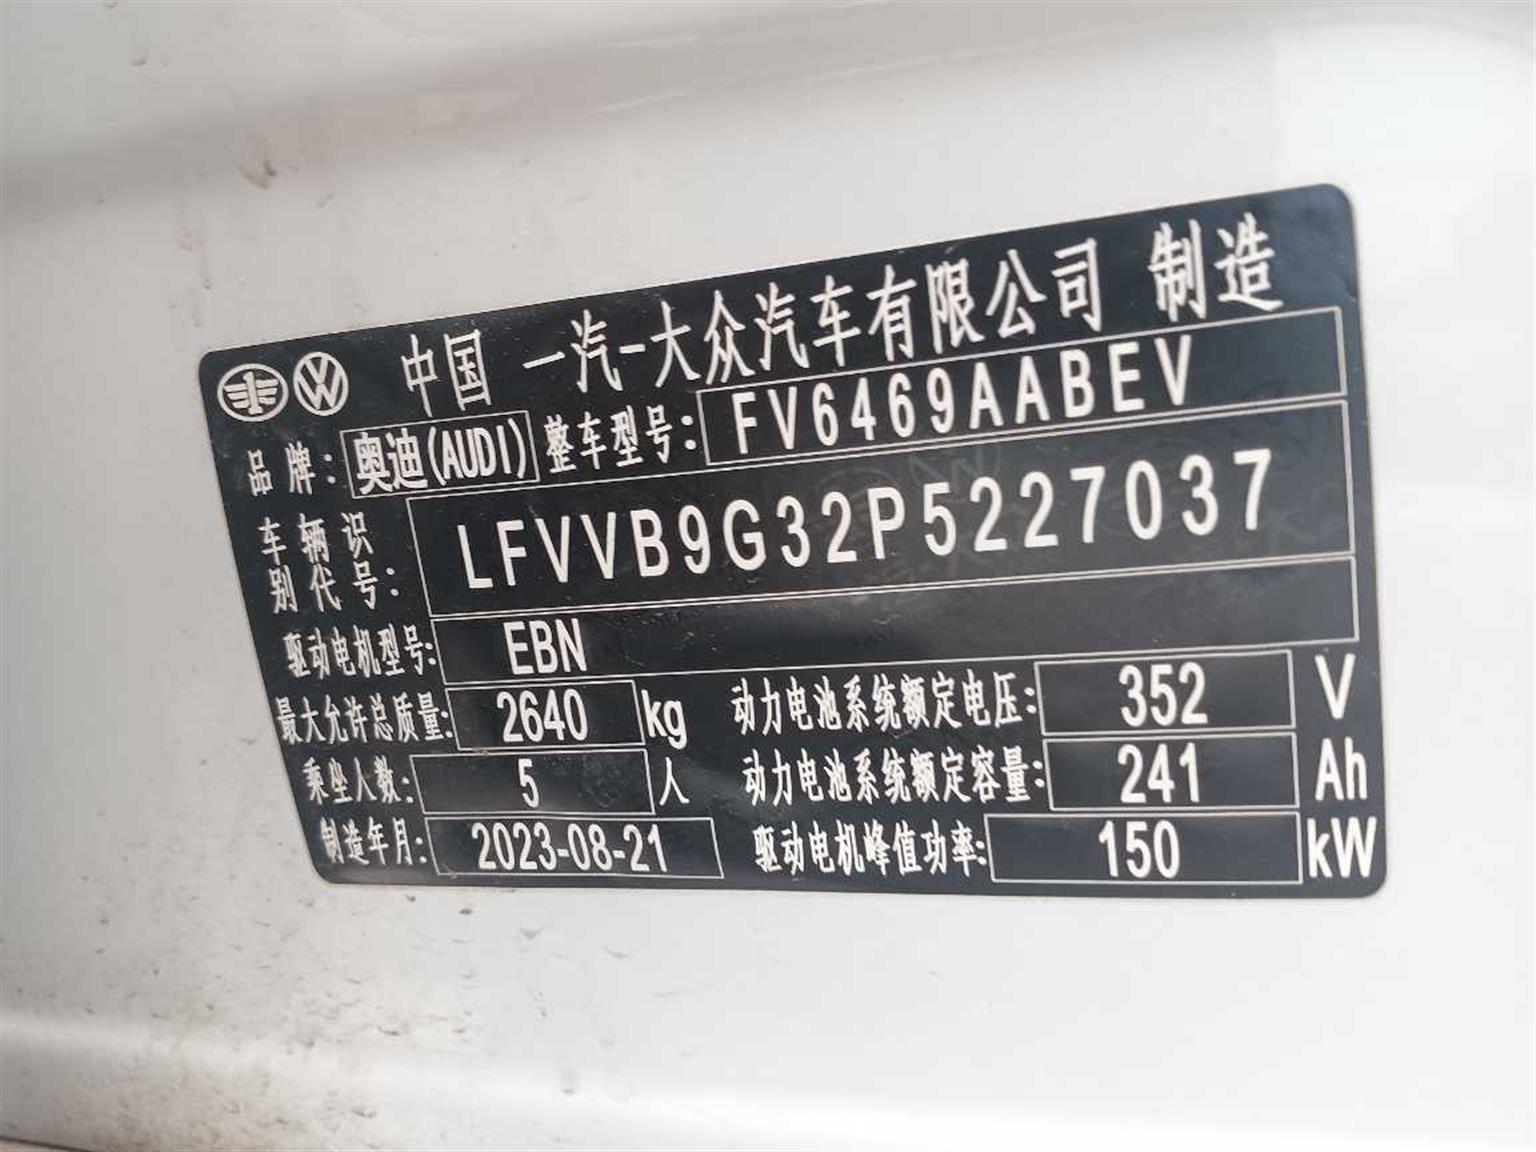 中国 一汽-大众汽车有限公司 制造
品牌: 奥迪(AUDI) 整车型号: FV6469AABEV
车辆识别代号: LFVVB9G32P5227037
驱动电机型号: EBN
最大允许总质量: 2640 kg 动力电池系统额定电压: 352 V
乘坐人数: 5 人 动力电池系统额定容量: 241 Ah
制造年月: 2023-08-21 驱动电机峰值功率: 150 kW